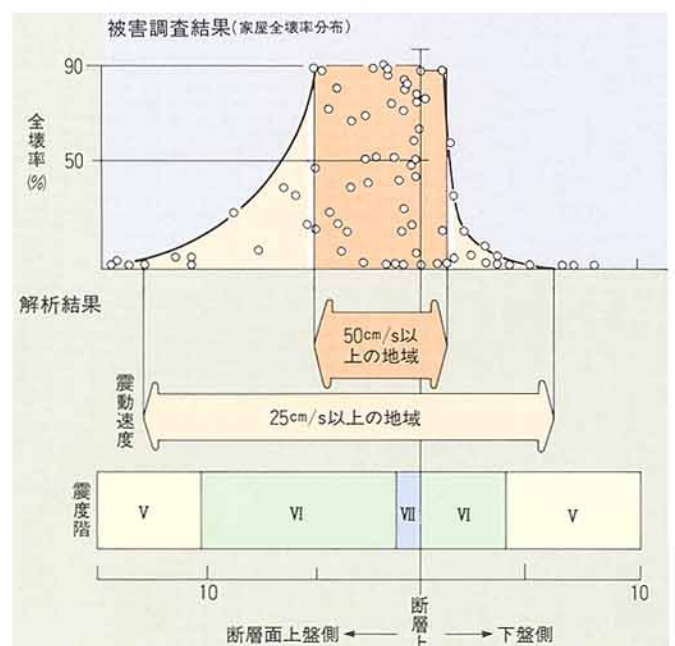 被害調査結果(家屋全壊率分布)
90
50
全壊率(%)
解析結果
50cm/s以
上の地域
25cm/s以上の地域
震動速度
震度階
V
VI
VII
VI
V
10
10
断層上
断層面上盤側
下盤側